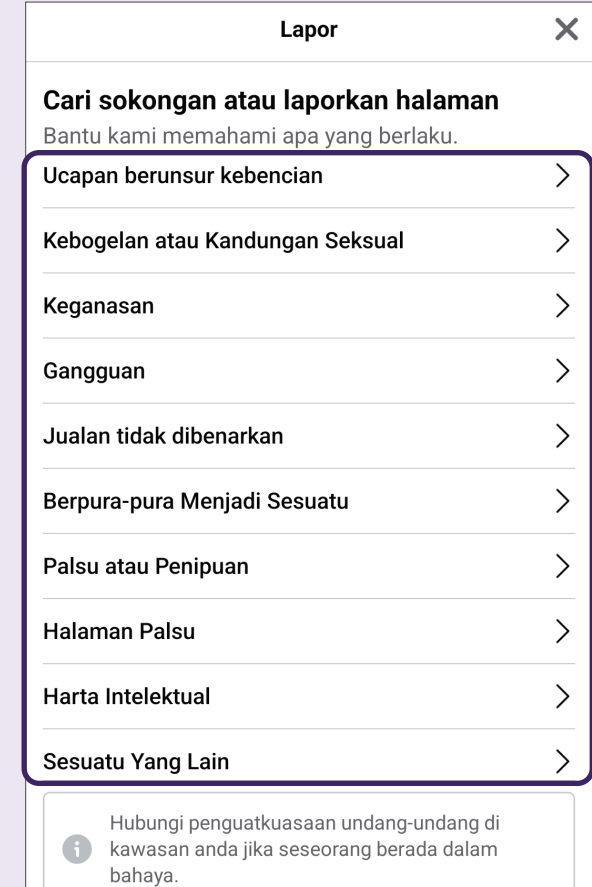 Lapor
Cari sokongan atau laporkan halaman
Bantu kami memahami apa yang berlaku.
Ucapan berunsur kebencian
Kebogelan atau Kandungan Seksual
Keganasan
Gangguan
Jualan tidak dibenarkan
Berpura-pura Menjadi Sesuatu
Palsu atau Penipuan
Halaman Palsu
Harta Intelektual
Sesuatu Yang Lain
Hubungi penguatkuasaan undang-undang di
kawasan anda jika seseorang berada dalam
bahaya.